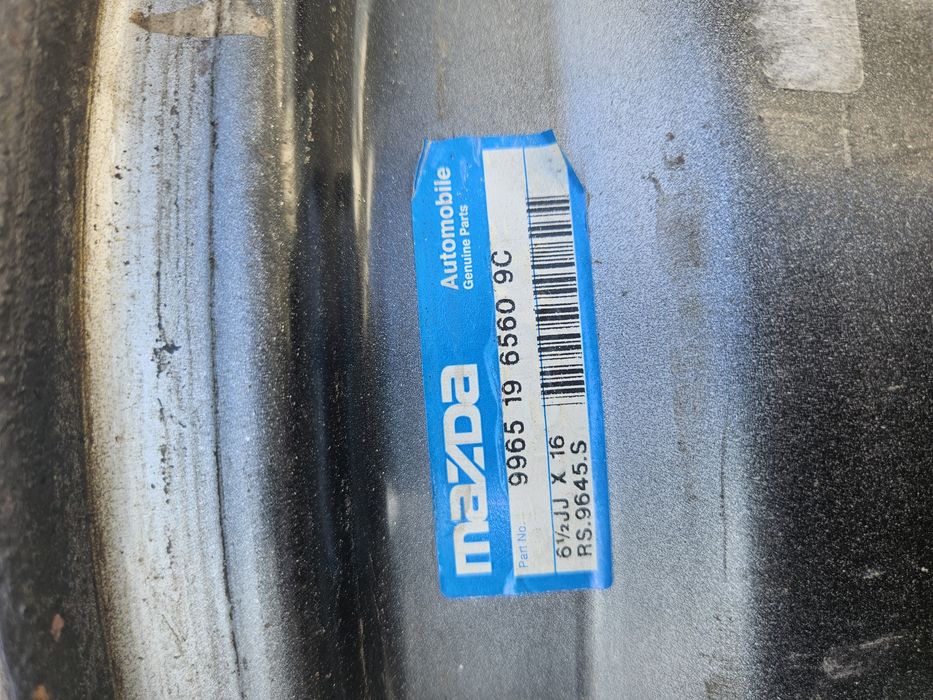 mazda Automobile
Genuine Parts
Part No. 9965 19 6560 9C
6½JJ X 16
RS.9645.S